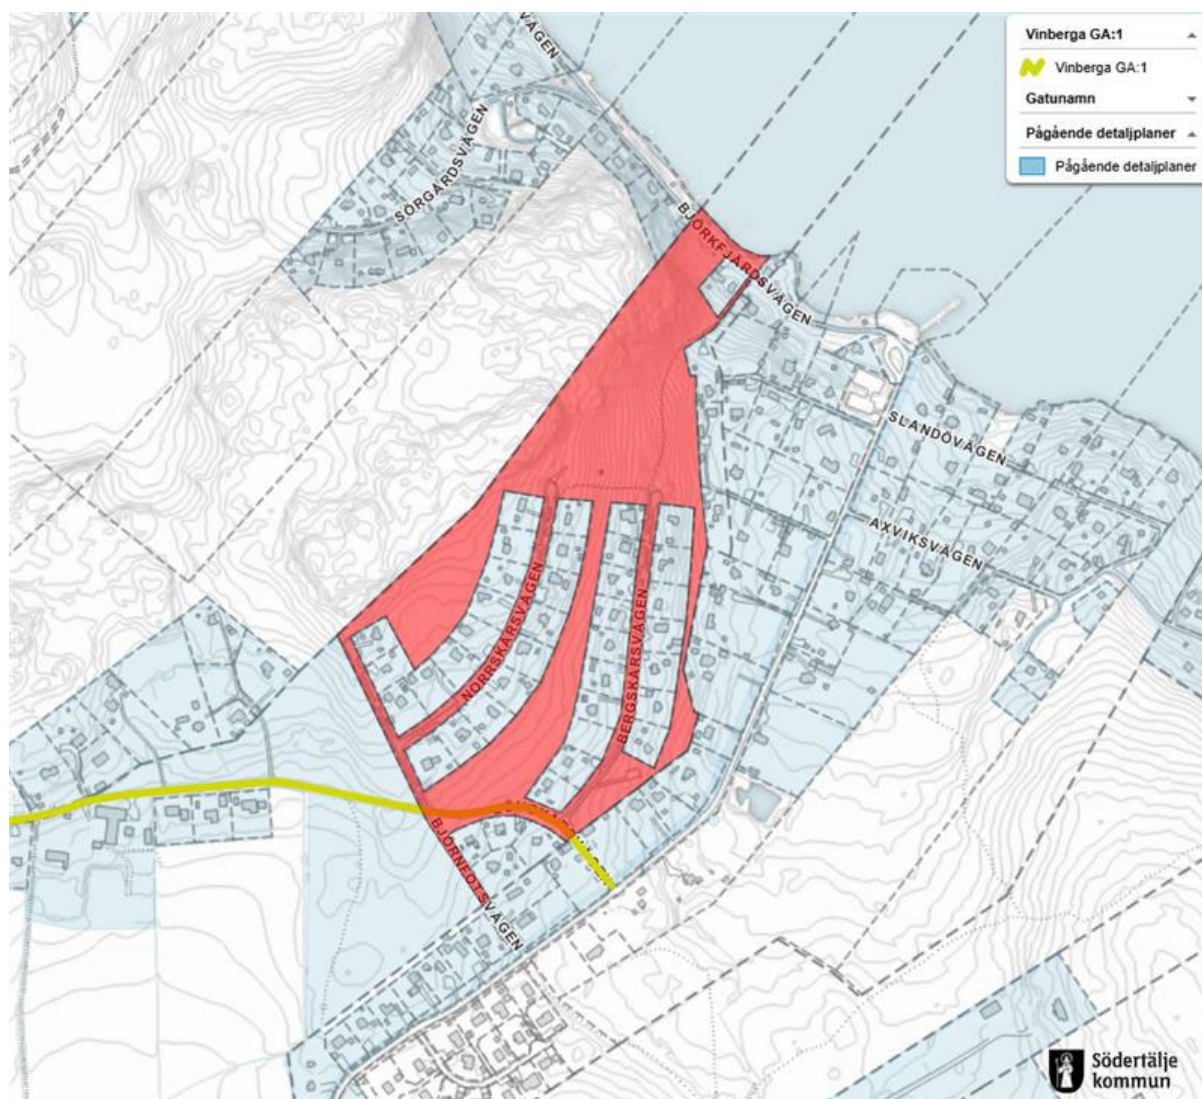 VÄGEN
Vinberga GA:1
Vinberga GA:1
Gatunamn
Pågående detaljplaner
Pågående detaljplaner
SÖRGÅRDSVÄGEN
BJÖRKFJÄRDSVÄGEN
SLANDÖVÄGEN
AXVIKSVÄGEN
NORRSKÄRSVÄGEN
BERGSKÄRSVÄGEN
BJÖRNFOTSVÄGEN
Södertälje
kommun